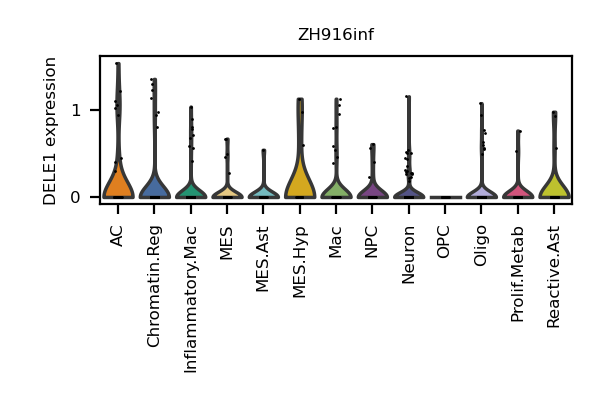 ZH916inf
DELE1 expression
1
0
AC
Chromatin.Reg
Inflammatory.Mac
MES
MES.Ast
MES.Hyp
Mac
NPC
Neuron
OPC
Oligo
Prolif.Metab
Reactive.Ast